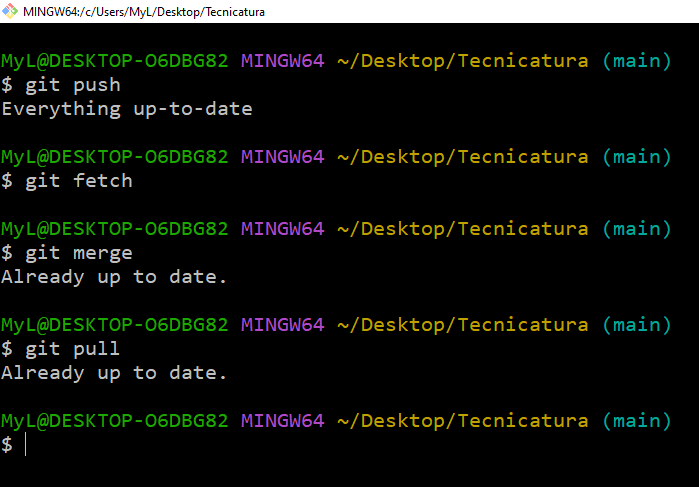 MINGW64:/c/Users/MyL/Desktop/Tecnicatura
MyL@DESKTOP-O6DBG82 MINGW64 ~/Desktop/Tecnicatura (main)
$ git push
Everything up-to-date
MyL@DESKTOP-O6DBG82 MINGW64 ~/Desktop/Tecnicatura (main)
$ git fetch
MyL@DESKTOP-O6DBG82 MINGW64 ~/Desktop/Tecnicatura (main)
$ git merge
Already up to date.
MyL@DESKTOP-O6DBG82 MINGW64 ~/Desktop/Tecnicatura (main)
$ git pull
Already up to date.
MyL@DESKTOP-O6DBG82 MINGW64 ~/Desktop/Tecnicatura (main)
$